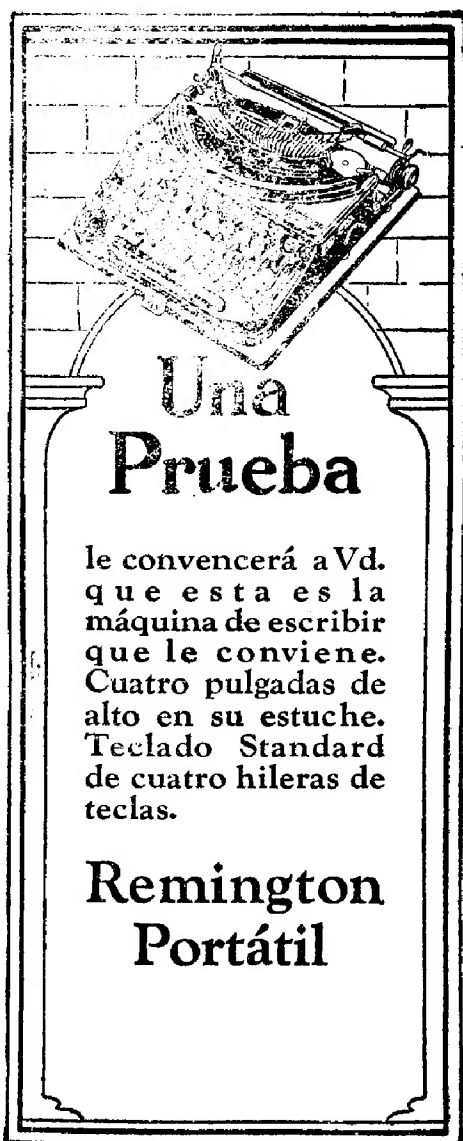 Una
Prueba
le convencerá a Vd.
que esta es la
máquina de escribir
que le conviene.
Cuatro pulgadas de
alto en su estuche.
Teclado Standard
de cuatro hileras de
teclas.
Remington
Portátil